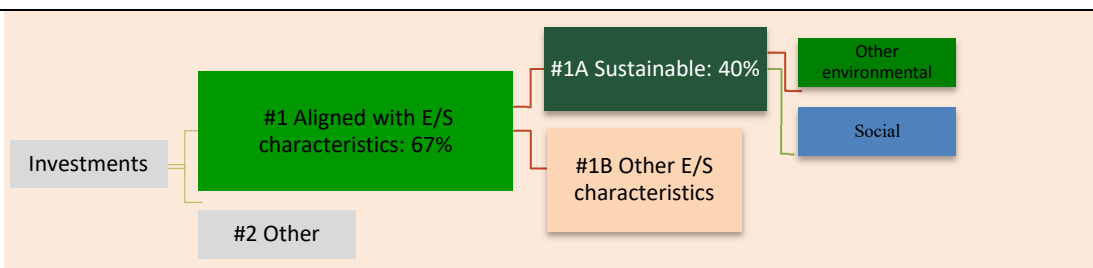 Investments
#1 Aligned with E/S
characteristics: 67%
#2 Other
#1A Sustainable: 40%
#1B Other E/S
characteristics
Other
environmental
Social